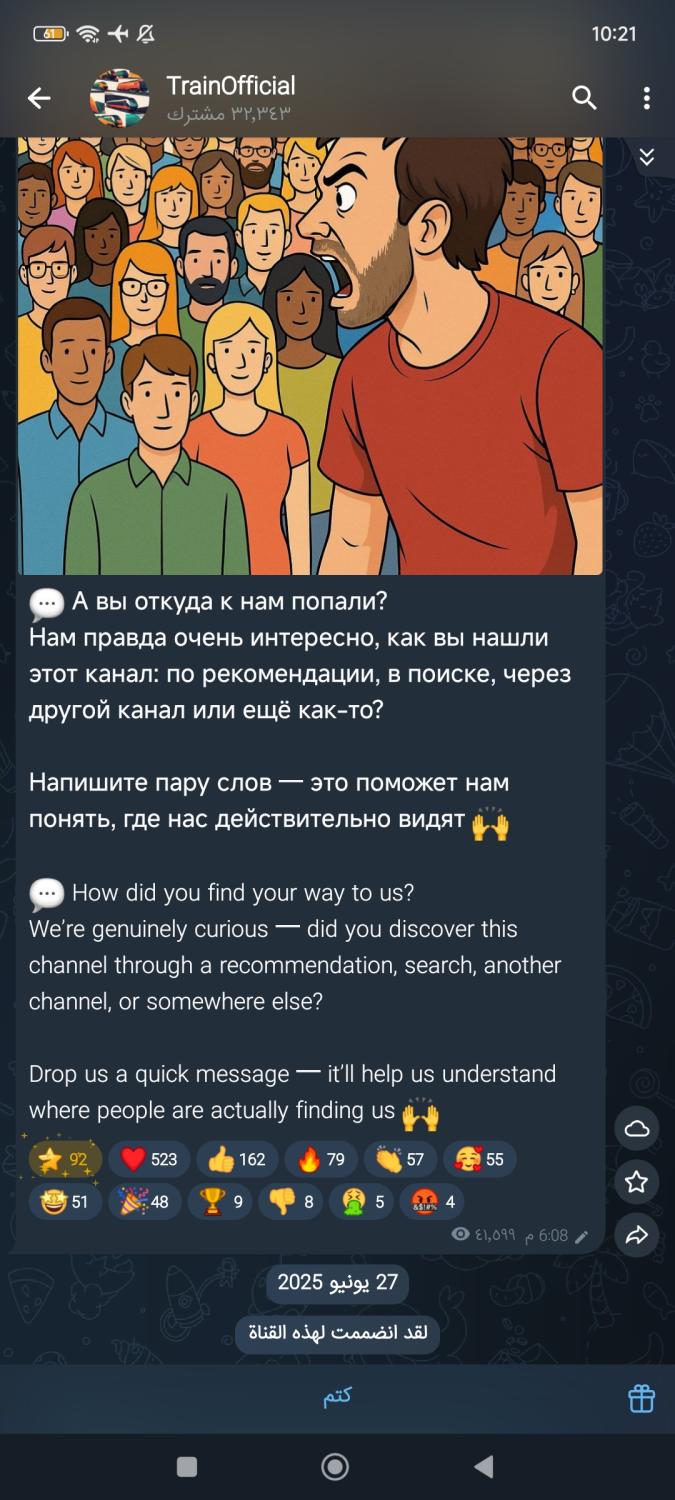 61
10:21
TrainOfficial
٣٢,٣٤٣ مشترك
💬 А вы откуда к нам попали?
Нам правда очень интересно, как вы нашли
этот канал: по рекомендации, в поиске, через
другой канал или ещё как-то?
Напишите пару слов — это поможет нам
понять, где нас действительно видят 🙌
💬 How did you find your way to us?
We're genuinely curious — did you discover this
channel through a recommendation, search, another
channel, or somewhere else?
Drop us a quick message — it'll help us understand
where people are actually finding us 🙌
⭐ 92 ❤️ 523 👍 162 🔥 79 👏 57 🥰 55
🤩 51 🎉 48 🏆 9 👎 8 🤮 5 🤬 4
٤١,٥٩٩ 6:08 م
27 يونيو 2025
لقد انضممت لهذه القناة
كتم